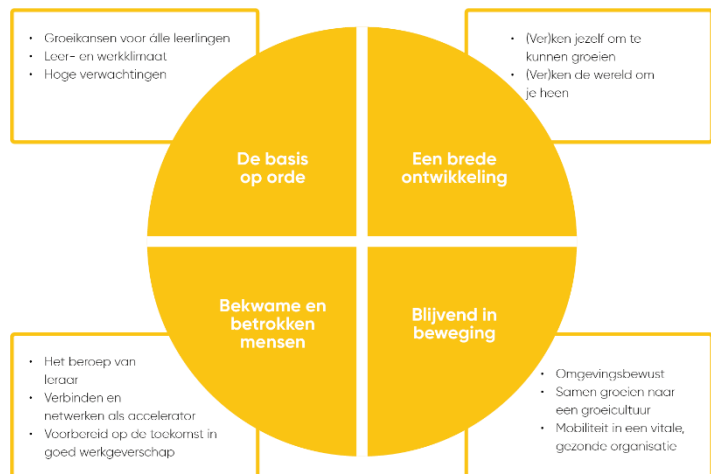 • Groeikansen voor álle leerlingen
• Leer- en werkklimaat
• Hoge verwachtingen
• (Ver)ken jezelf om te
kunnen groeien
• (Ver)ken de wereld om
je heen
De basis
op orde
Een brede
ontwikkeling
Bekwame en
betrokken
mensen
Blijvend in
beweging
• Het beroep van
leraar
• Verbinden en
netwerken als accelerator
• Voorbereid op de toekomst in
goed werkgeverschap
• Omgevingsbewust
• Samen groeien naar
een groeicultuur
• Mobiliteit in een vitale,
gezonde organisatie